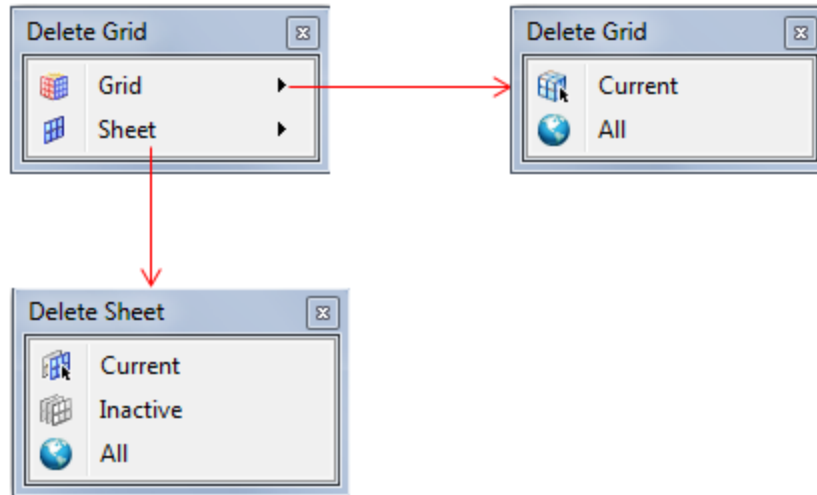 Delete Grid
Grid
Sheet
Delete Grid
Current
All
Delete Sheet
Current
Inactive
All